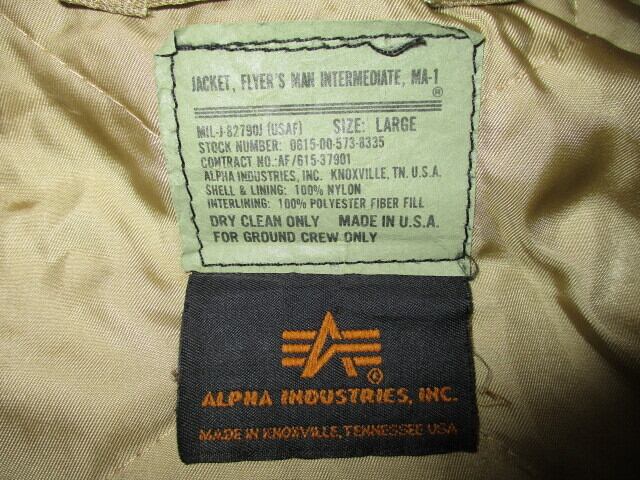 JACKET, FLYER'S MAN INTERMEDIATE, MA-1
®
MIL-J-82790J (USAF) SIZE: LARGE
STOCK NUMBER: 0615-00-573-8335
CONTRACT NO.: AF/615-37901
ALPHA INDUSTRIES, INC. KNOXVILLE, TN. U.S.A.
SHELL & LINING: 100% NYLON
INTERLINING: 100% POLYESTER FIBER FILL
DRY CLEAN ONLY MADE IN U.S.A.
FOR GROUND CREW ONLY
®
ALPHA INDUSTRIES, INC.
MADE IN KNOXVILLE, TENNESSEE USA